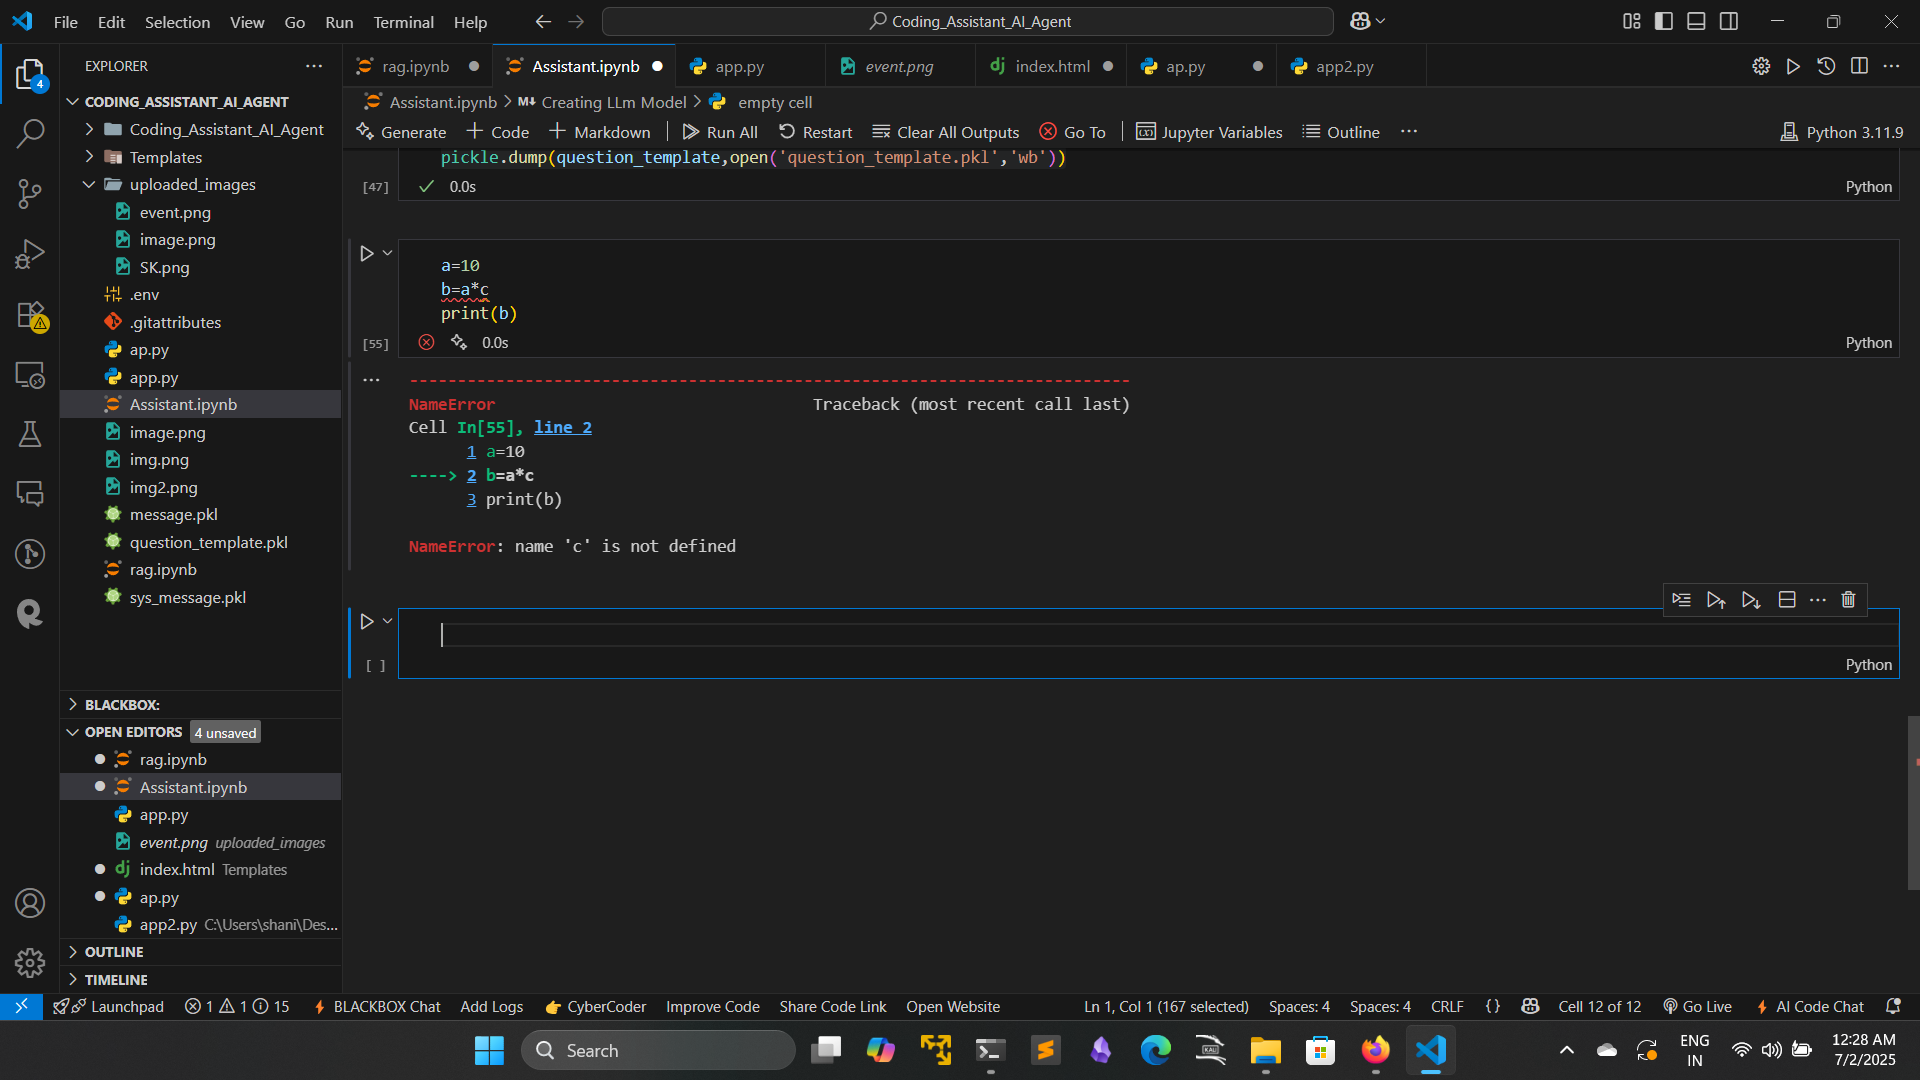 File Edit Selection View Go Run Terminal Help
Coding_Assistant_AI_Agent
EXPLORER
CODING_ASSISTANT_AI_AGENT
Coding_Assistant_AI_Agent
Templates
uploaded_images
event.png
image.png
SK.png
.env
.gitattributes
ap.py
app.py
Assistant.ipynb
image.png
img.png
img2.png
message.pkl
question_template.pkl
rag.ipynb
sys_message.pkl
BLACKBOX:
OPEN EDITORS 4 unsaved
rag.ipynb
Assistant.ipynb
app.py
event.png uploaded_images
index.html Templates
ap.py
app2.py C:\Users\shani\Des...
OUTLINE
TIMELINE
4
rag.ipynb Assistant.ipynb app.py event.png index.html ap.py app2.py
Assistant.ipynb > M↓ Creating LLm Model > empty cell
Generate + Code + Markdown Run All Restart Clear All Outputs Go To Jupyter Variables Outline ... Python 3.11.9
pickle.dump(question_template,open('question_template.pkl','wb'))
[47] 0.0s Python
a=10
b=a*c
print(b)
[55] 0.0s Python
---------------------------------------------------------------------------
NameError Traceback (most recent call last)
Cell In[55], line 2
1 a=10
----> 2 b=a*c
3 print(b)
NameError: name 'c' is not defined
[ ] Python
Launchpad 1 1 15 BLACKBOX Chat Add Logs CyberCoder Improve Code Share Code Link Open Website Ln 1, Col 1 (167 selected) Spaces: 4 Spaces: 4 CRLF {} Cell 12 of 12 Go Live AI Code Chat
Search
ENG
IN
12:28 AM
7/2/2025